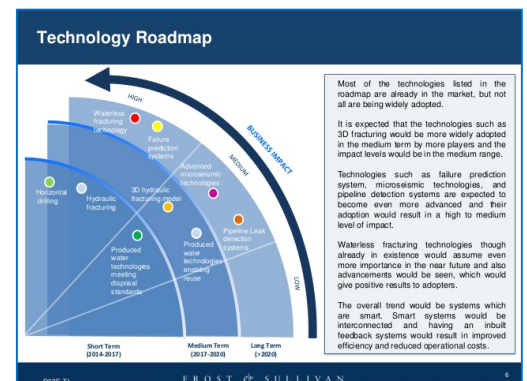 Technology Roadmap
HIGH
MEDIUM
LOW
BUSINESS IMPACT
Waterless
fracturing
technology
Failure
prediction
systems
Advanced
microseismic
technologies
Horizontal
drilling
Hydraulic
fracturing
3D hydraulic
fracturing model
Pipeline Leak
detection
systems
Produced
water
technologies
meeting
disposal
standards
Produced
water
technologies
enabling
reuse
Short Term
(2014-2017)
Medium Term
(2017-2020)
Long Term
(>2020)
Most of the technologies listed in the
roadmap are already in the market, but not
all are being widely adopted.
It is expected that the technologies such as
3D fracturing would be more widely adopted
in the medium term by more players and the
impact levels would be in the medium range.
Technologies such as failure prediction
system, microseismic technologies, and
pipeline detection systems are expected to
become even more advanced and their
adoption would result in a high to medium
level of impact.
Waterless fracturing technologies though
already in existence would assume even
more importance in the near future and also
advancements would be seen, which would
give positive results to adopters.
The overall trend would be systems which
are smart. Smart systems would be
interconnected and having an inbuilt
feedback systems would result in improved
efficiency and reduced operational costs.
FROST & SULLIVAN
6